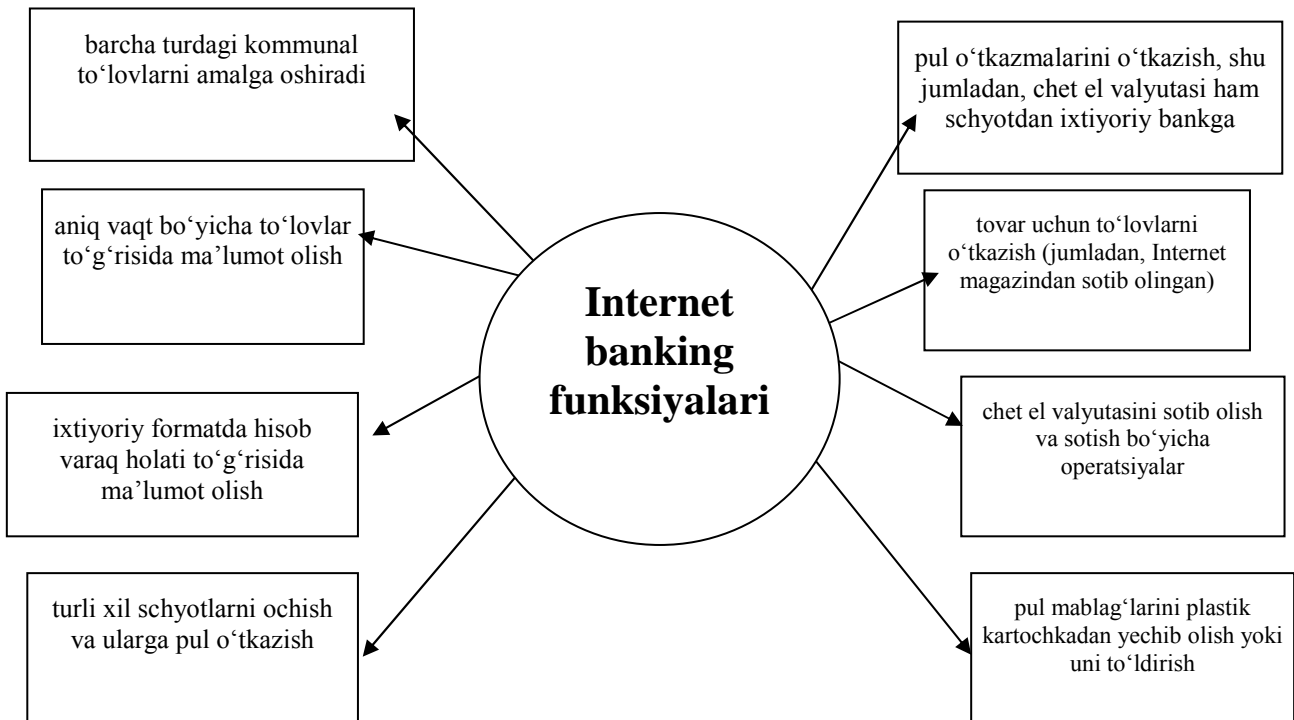 barcha turdagi kommunal
to‘lovlarni amalga oshiradi
aniq vaqt bo‘yicha to‘lovlar
to‘g‘risida ma’lumot olish
ixtiyoriy formatda hisob
varaq holati to‘g‘risida
ma’lumot olish
turli xil schyotlarni ochish
va ularga pul o‘tkazish
Internet
banking
funksiyalari
pul o‘tkazmalarini o‘tkazish, shu
jumladan, chet el valyutasi ham
schyotdan ixtiyoriy bankga
tovar uchun to‘lovlarni
o‘tkazish (jumladan, Internet
magazindan sotib olingan)
chet el valyutasini sotib olish
va sotish bo‘yicha
operatsiyalar
pul mablag‘larini plastik
kartochkadan yechib olish yoki
uni to‘ldirish